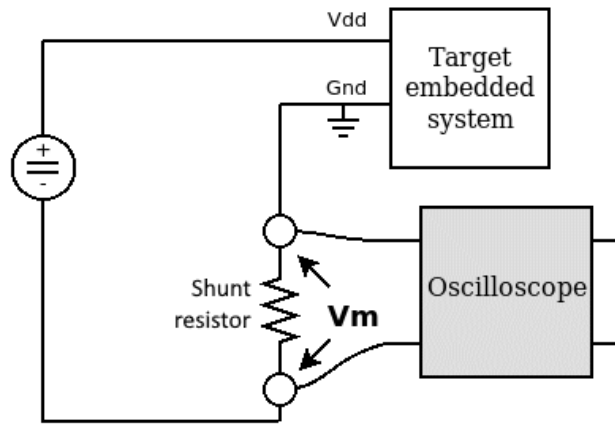 Vdd
Target
embedded
system
Gnd
+
-
Shunt
resistor
Vm
Oscilloscope